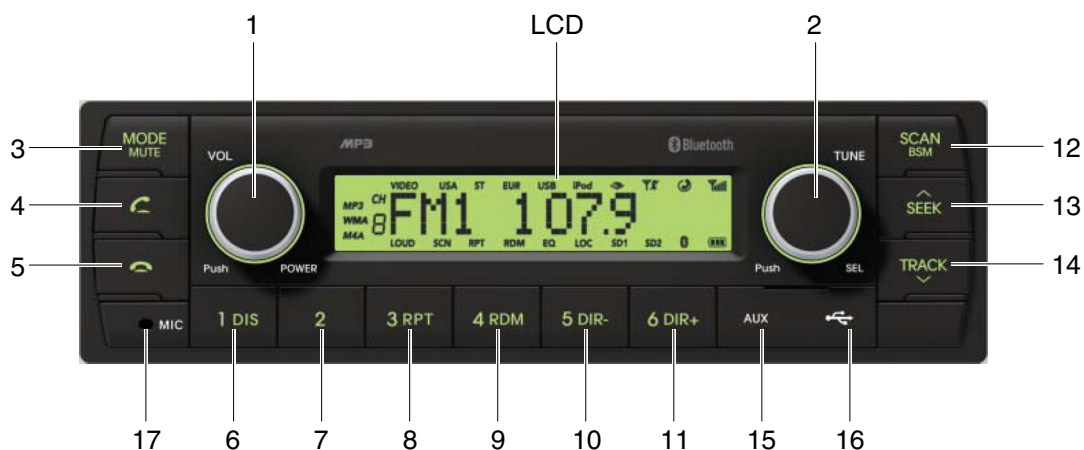 1 LCD 2
MODE
MUTE
VOL
MP3
Bluetooth
TUNE
SCAN
BSM
3
12
VIDEO USA ST EUR USB iPod
MP3 CH
WMA 8 FM1 107.9
M4A
LOUD SCN RPT RDM EQ LOC SD1 SD2
4
SEEK
13
5
Push POWER
Push SEL
TRACK
14
MIC
1 DIS
2
3 RPT
4 RDM
5 DIR-
6 DIR+
AUX
17 6 7 8 9 10 11 15 16